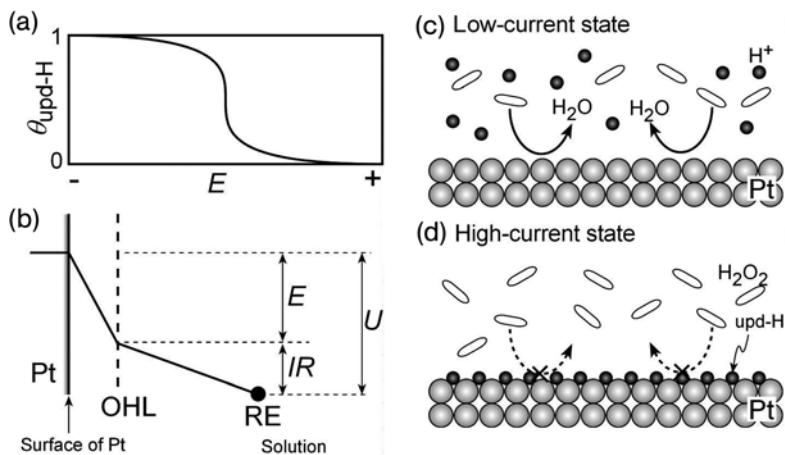 (a)
1
θupd-H
0
-
E
+
(b)
E
U
IR
Pt
OHL
RE
Surface of Pt
Solution
(c) Low-current state
H+
H2O
H2O
Pt
(d) High-current state
H2O2
upd-H
Pt